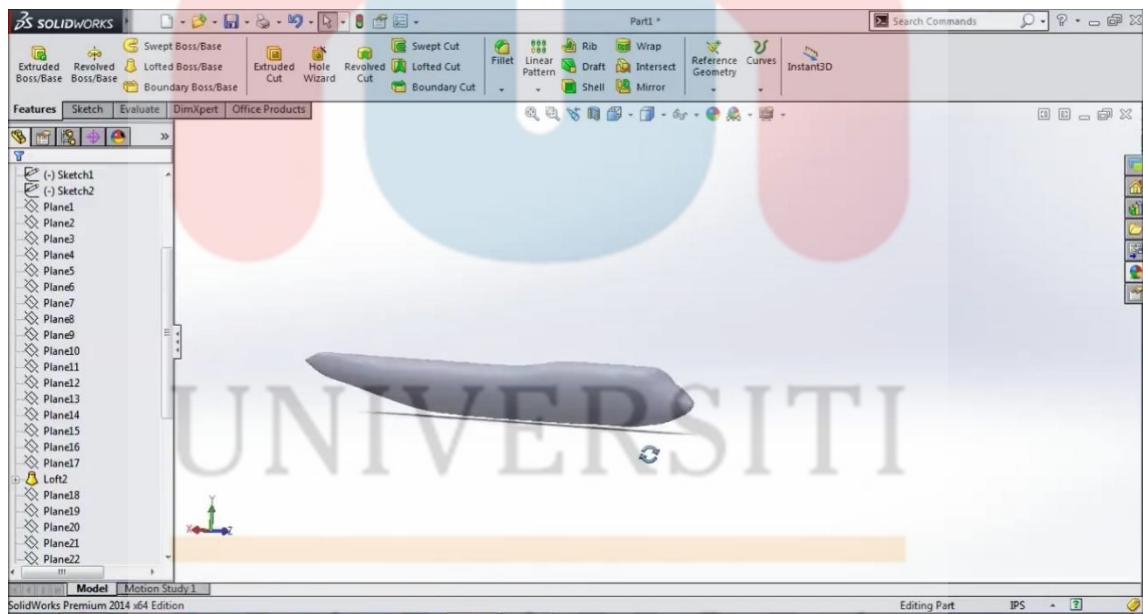 SOLIDWORKS
Part1 *
Search Commands
Extruded Boss/Base
Revolved Boss/Base
Swept Boss/Base
Lofted Boss/Base
Boundary Boss/Base
Extruded Cut
Hole Wizard
Revolved Cut
Swept Cut
Lofted Cut
Boundary Cut
Fillet
Linear Pattern
Rib
Draft
Shell
Wrap
Intersect
Mirror
Reference Geometry
Curves
Instant3D
Features Sketch Evaluate DimXpert Office Products
(-) Sketch1
(-) Sketch2
Plane1
Plane2
Plane3
Plane4
Plane5
Plane6
Plane7
Plane8
Plane9
Plane10
Plane11
Plane12
Plane13
Plane14
Plane15
Plane16
Plane17
Loft2
Plane18
Plane19
Plane20
Plane21
Plane22
UNIVERSITI
Y
X
Z
Model Motion Study 1
SolidWorks Premium 2014 x64 Edition
Editing Part
IPS